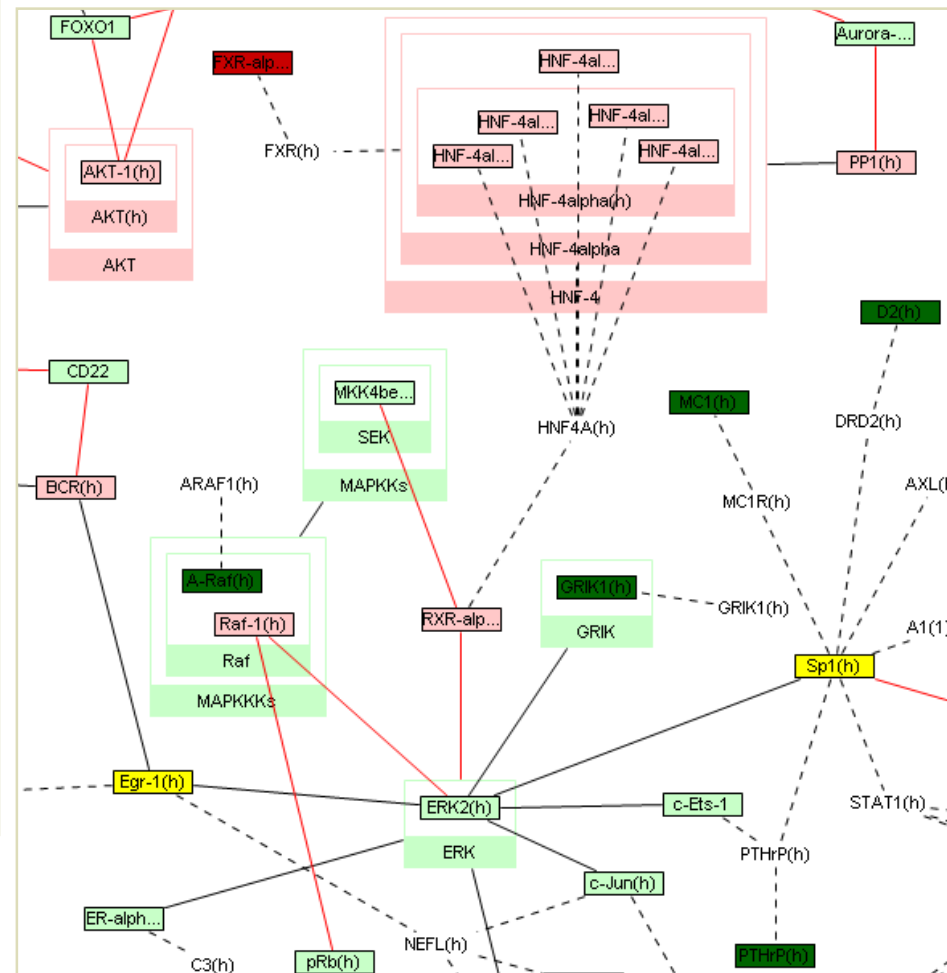 FOXO1
Aurora-...
FXR-alp...
HNF-4al...
HNF-4al...
HNF-4al...
FXR(h)
HNF-4al...
HNF-4al...
PP1(h)
AKT-1(h)
HNF-4alpha(h)
AKT(h)
HNF-4alpha
AKT
HNF-4
D2(h)
CD22
MKK4be...
MC1(h)
DRD2(h)
HNF4A(h)
SEK
BCR(h)
ARAF1(h)
MAPKKs
AXL(
MC1R(h)
A-Raf(h)
GRIK1(h)
GRIK1(h)
Raf-1(h)
RXR-alp...
GRIK
A1(1)
Raf
Sp1(h)
MAPKKKs
Egr-1(h)
ERK2(h)
c-Ets-1
STAT1(h)
ERK
PTHrP(h)
c-Jun(h)
ER-alph...
NEFL(h)
PTHrP(h)
C3(h)
pRb(h)